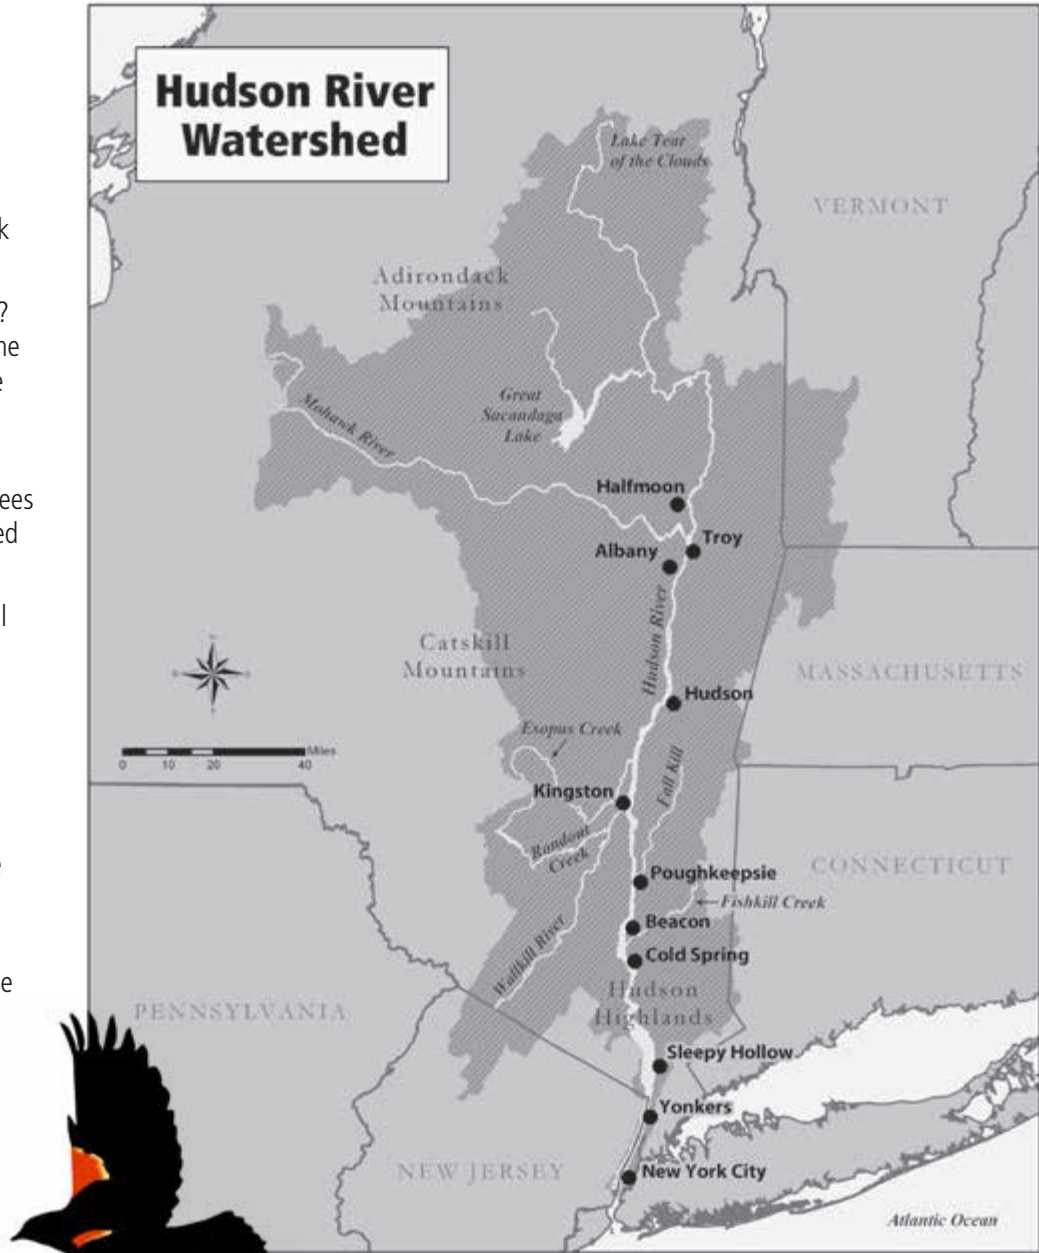 Hudson River
Watershed
Lake Tear
of the Clouds
VERMONT
k
Adirondack
Mountains
?
ne
e
Great
Sacandaga
Lake
Mohawk River
Halfmoon
ees
ed
Troy
Albany
Hudson River
l
Catskill
Mountains
MASSACHUSETTS
Hudson
Esopus Creek
Miles
0 10 20 40
Fall Kill
Kingston
Rondout
Creek
e
CONNECTICUT
Poughkeepsie
Fishkill Creek
Beacon
Wallkill River
Cold Spring
e
Hudson
Highlands
PENNSYLVANIA
Sleepy Hollow
Yonkers
NEW JERSEY
New York City
Atlantic Ocean